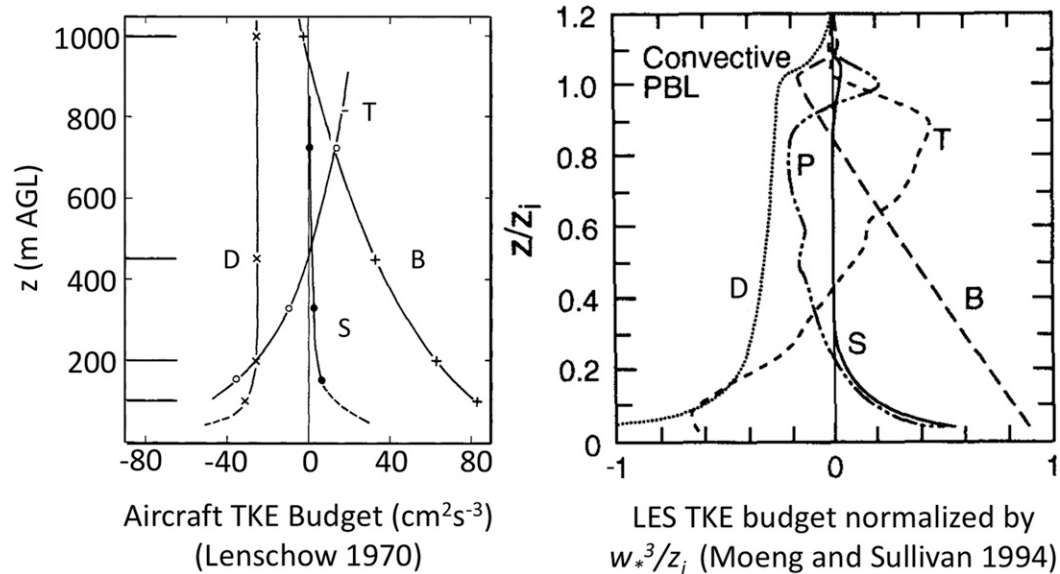 1000
800
600
400
200
z (m AGL)
T
D
B
S
-80
-40
0
40
80
Aircraft TKE Budget (cm²s⁻³)
(Lenschow 1970)
1.2
1.0
0.8
0.6
0.4
0.2
0
z/zᵢ
Convective
PBL
T
P
D
B
S
-1
0
1
LES TKE budget normalized by
w*³/zᵢ (Moeng and Sullivan 1994)